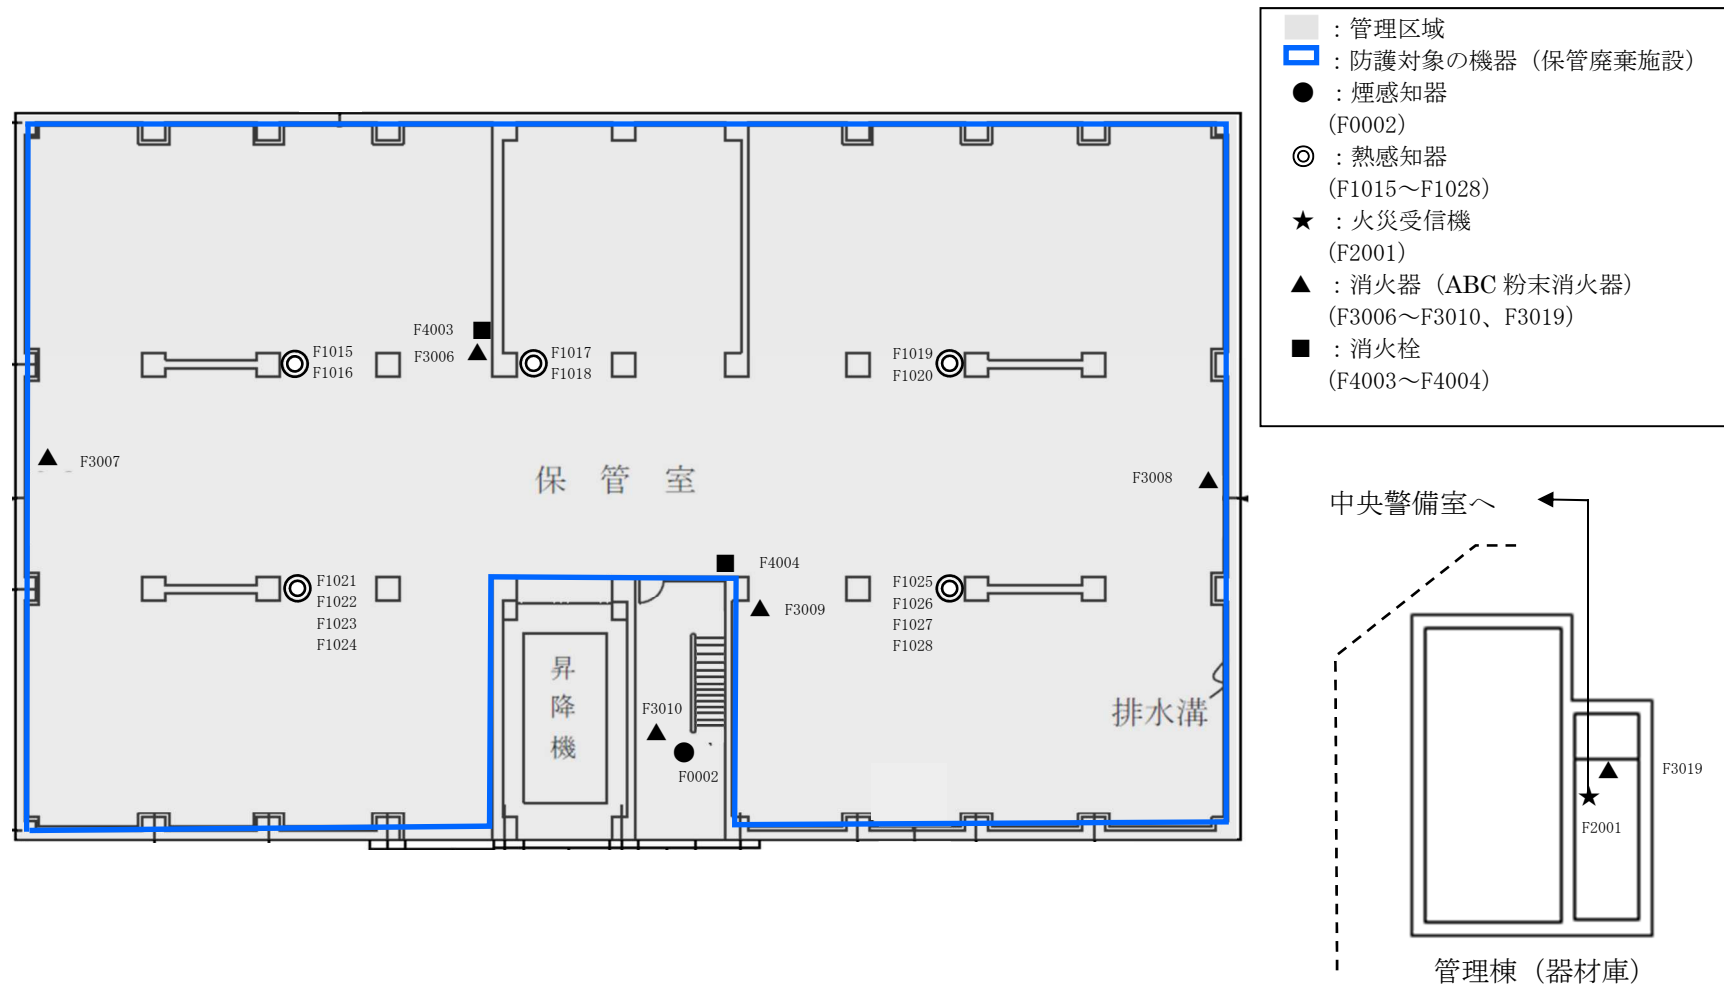 ：管理区域
：防護対象の機器（保管廃棄施設）
：煙感知器
(F0002)
：熱感知器
(F1015～F1028)
：火災受信機
(F2001)
：消火器（ABC 粉末消火器）
(F3006～F3010、F3019)
：消火栓
(F4003～F4004)
F4003
F3006
F1015
F1016
F1017
F1018
F1019
F1020
F3007
保管室
F3008
F4004
F3009
F1021
F1022
F1023
F1024
F1025
F1026
F1027
F1028
昇降機
F3010
F0002
排水溝
中央警備室へ
F3019
F2001
管理棟（器材庫）